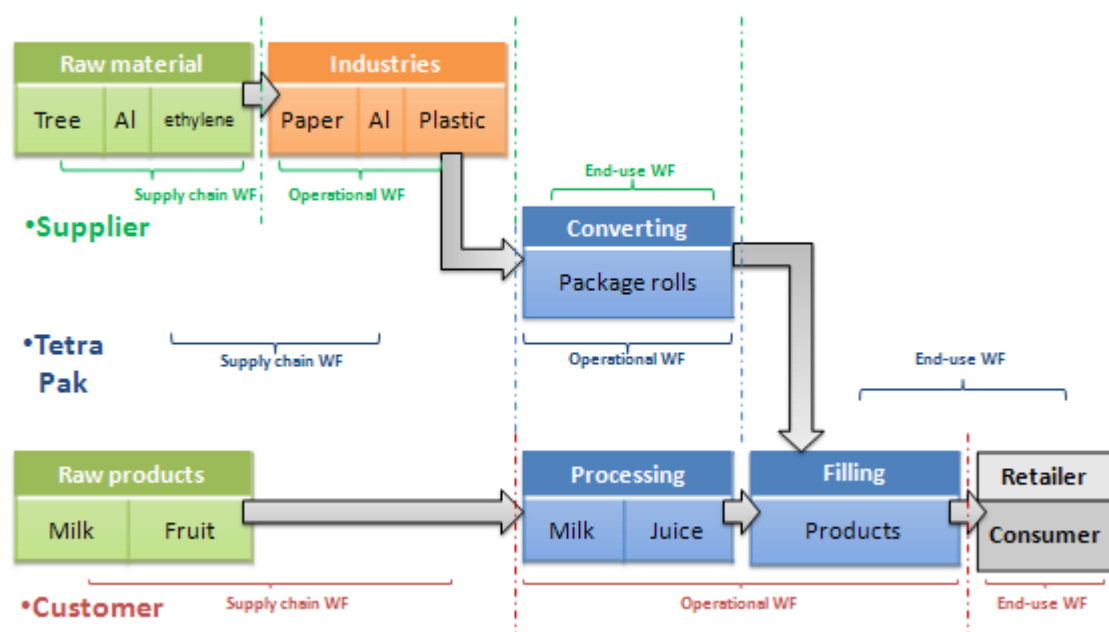 Raw material
Industries
Tree Al ethylene
Paper Al Plastic
End-use WF
Supply chain WF
Operational WF
•Supplier
Converting
Package rolls
•Tetra
Pak
Supply chain WF
Operational WF
End-use WF
Raw products
Processing
Filling
Retailer
Milk Fruit
Milk Juice
Products
Consumer
•Customer
Supply chain WF
Operational WF
End-use WF